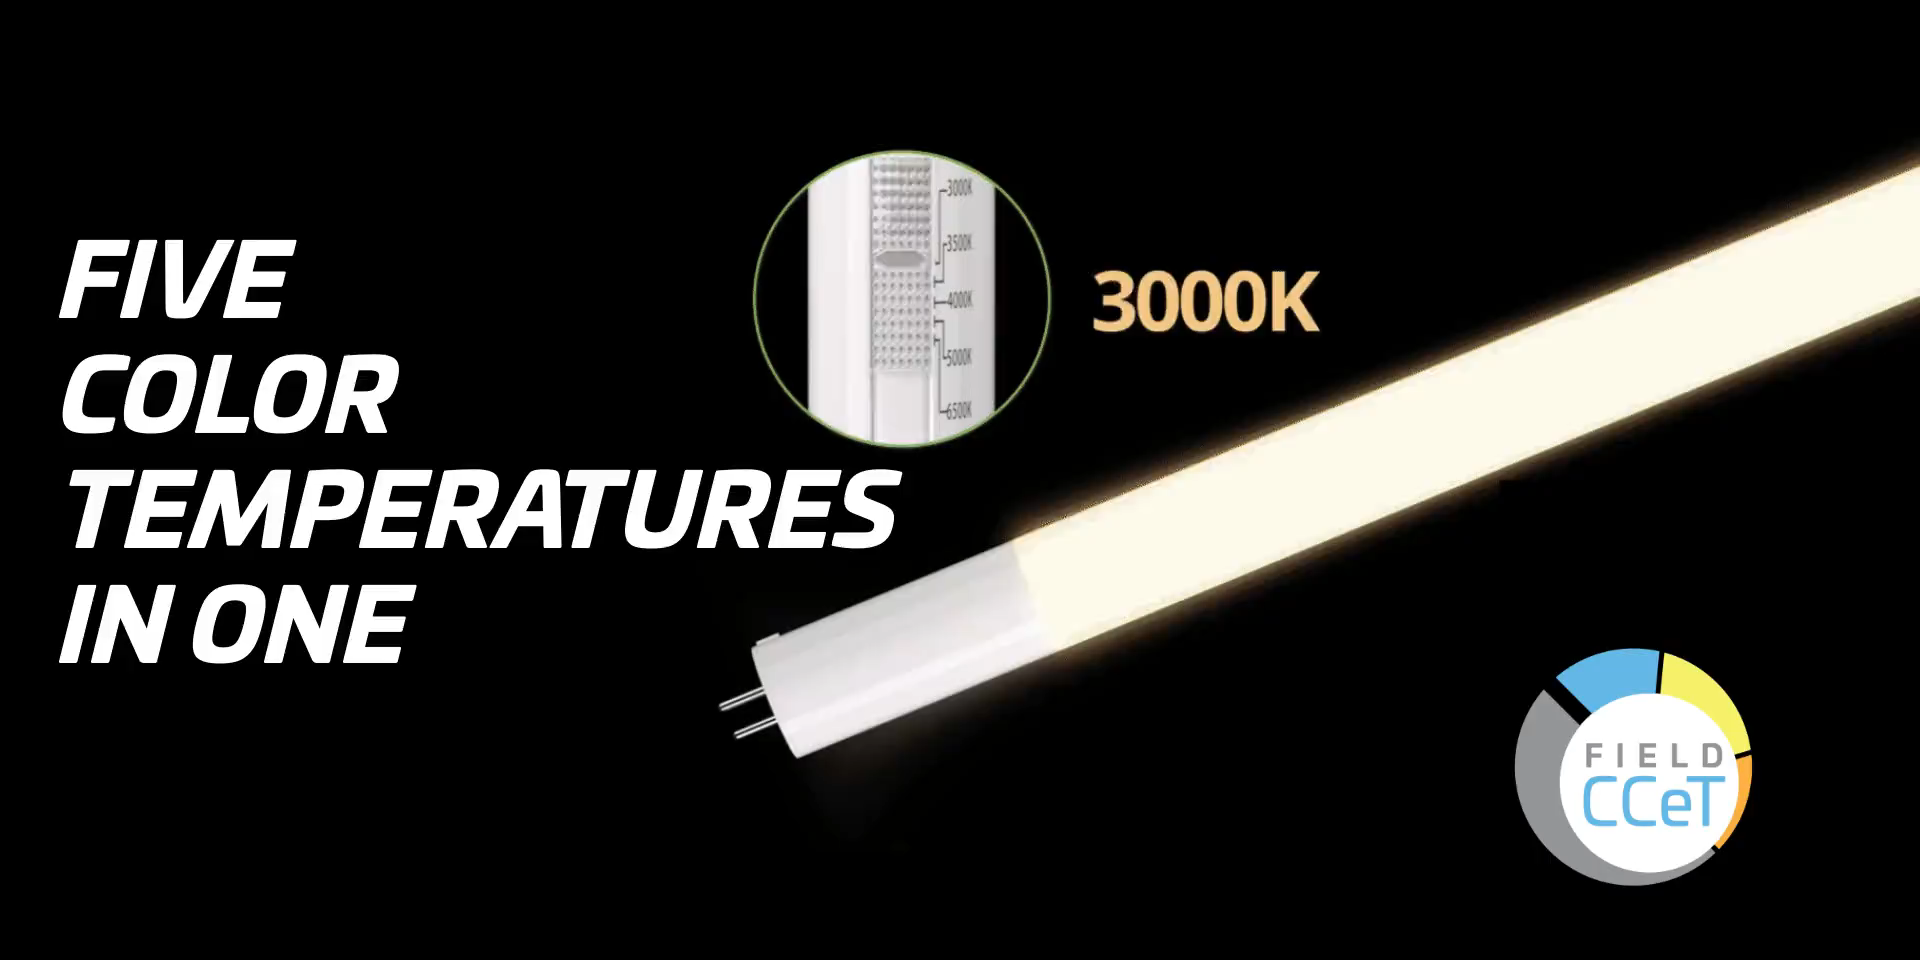 FIVE
COLOR
TEMPERATURES
IN ONE
3000K
3500K
4000K
5000K
6500K
3000K
FIELD
CCeT